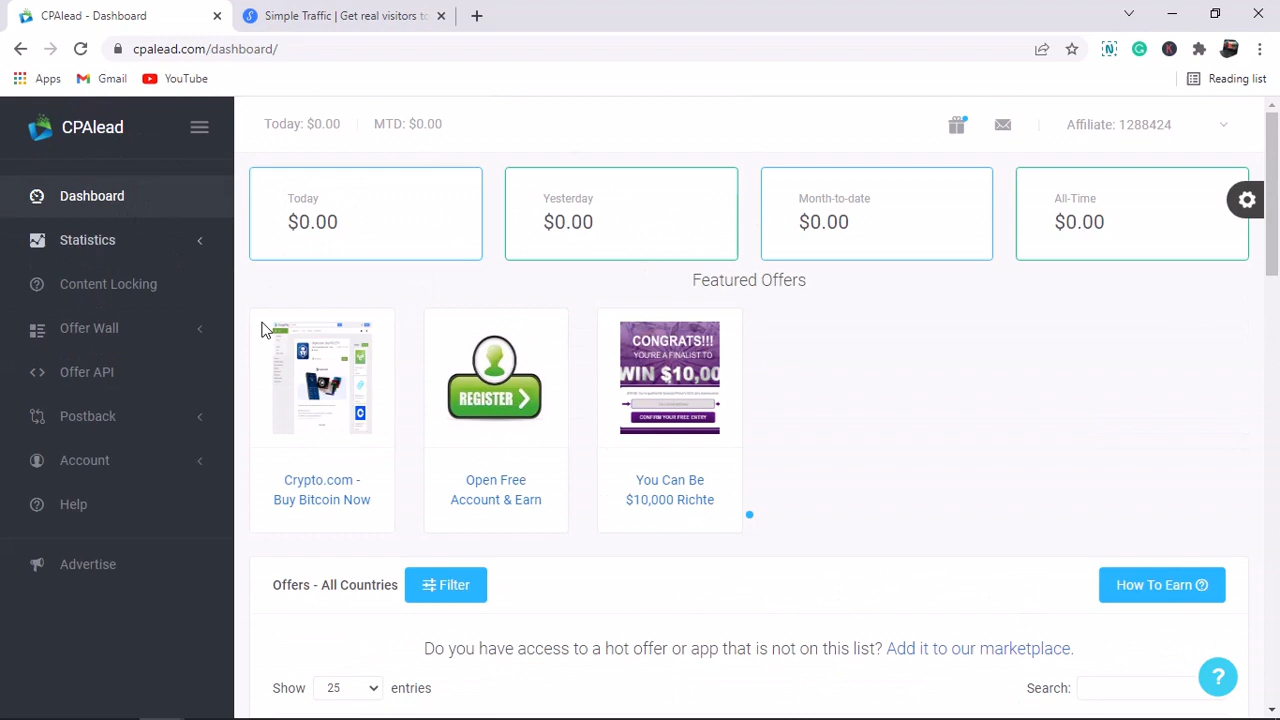 CPAlead - Dashboard
Simple Traffic | Get real visitors to
cpalead.com/dashboard/
Apps
Gmail
YouTube
Reading list
CPAlead
Today: $0.00
MTD: $0.00
Affiliate: 1288424
Dashboard
Statistics
Content Locking
Offer Wall
Offer API
Postback
Account
Help
Advertise
Today
$0.00
Yesterday
$0.00
Month-to-date
$0.00
All-Time
$0.00
Featured Offers
REGISTER
CONGRATS!!!
YOU'RE A FINALIST TO
WIN $10,00
CONFIRM YOUR FREE ENTRY
Crypto.com -
Buy Bitcoin Now
Open Free
Account & Earn
You Can Be
$10,000 Richte
Offers - All Countries
Filter
How To Earn
Do you have access to a hot offer or app that is not on this list? Add it to our marketplace.
Show 25 entries
Search:
?